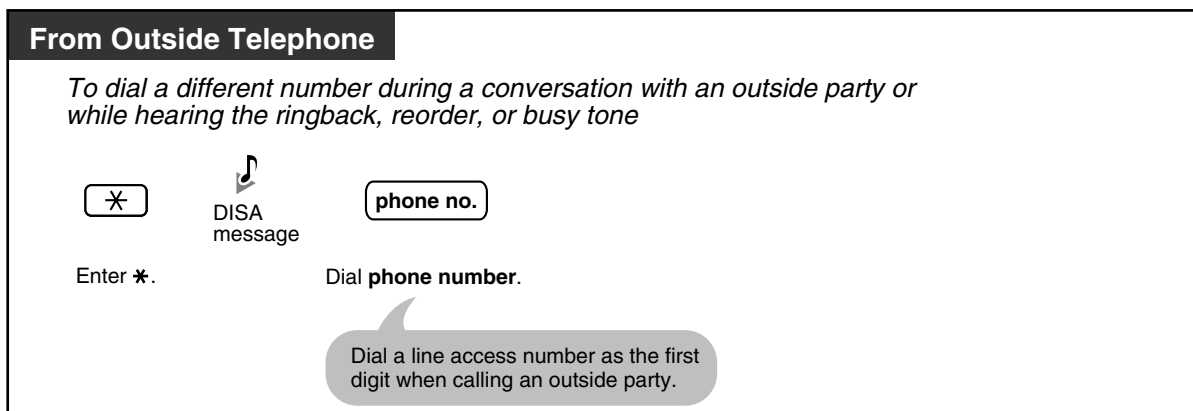 From Outside Telephone
To dial a different number during a conversation with an outside party or
while hearing the ringback, reorder, or busy tone
DISA
message
phone no.
Enter ✱.
Dial phone number.
Dial a line access number as the first
digit when calling an outside party.